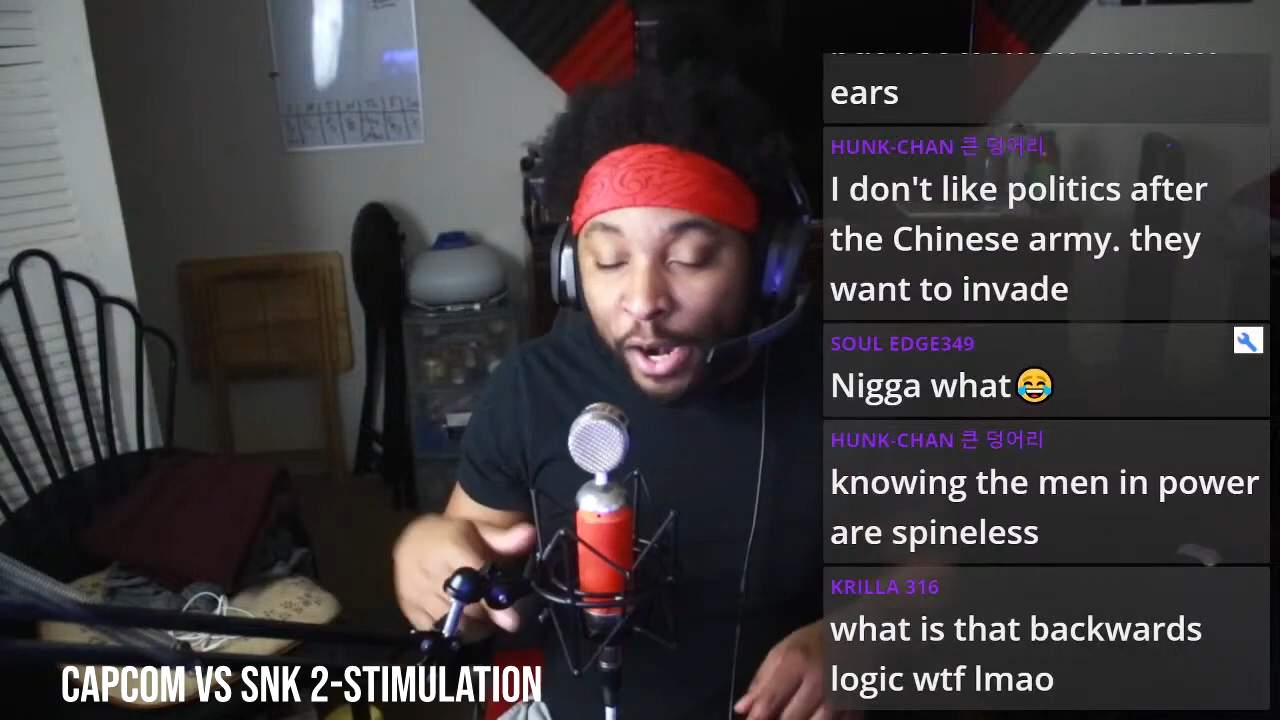 ears
HUNK-CHAN 큰 덩어리
I don't like politics after
the Chinese army. they
want to invade
SOUL EDGE349
Nigga what😂
HUNK-CHAN 큰 덩어리
knowing the men in power
are spineless
KRILLA 316
what is that backwards
logic wtf lmao
CAPCOM VS SNK 2-STIMULATION